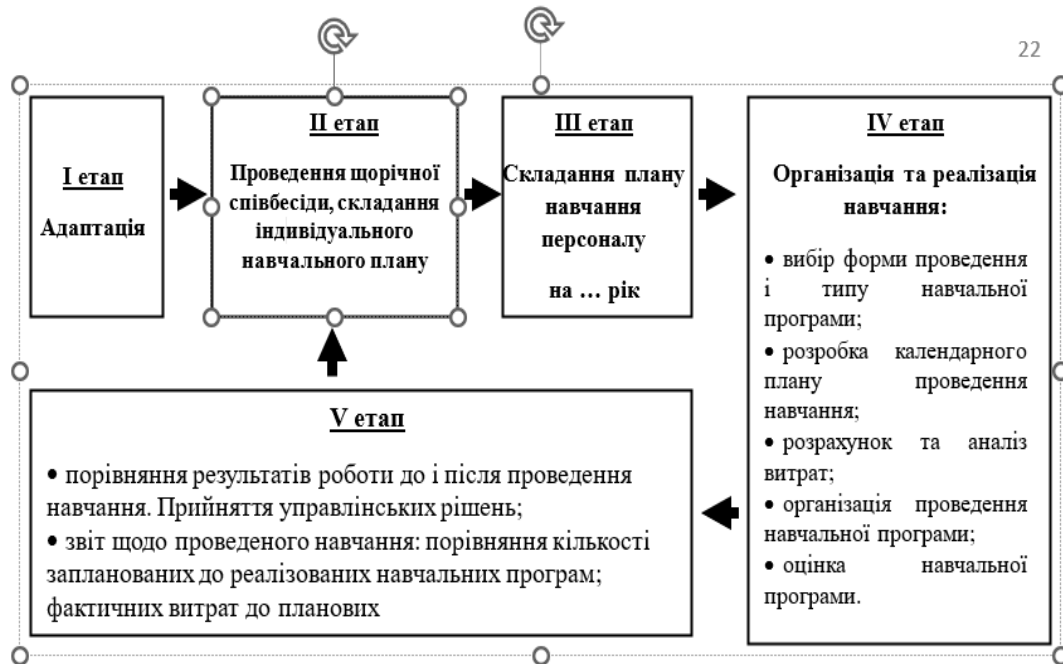 22
І етап
Адаптація
ІІ етап
Проведення щорічної
співбесіди, складання
індивідуального
навчального плану
ІІІ етап
Складання плану
навчання
персоналу
на … рік
IV етап
Організація та реалізація
навчання:
• вибір форми проведення
і типу навчальної
програми;
• розробка календарного
плану проведення
навчання;
• розрахунок та аналіз
витрат;
• організація проведення
навчальної програми;
• оцінка навчальної
програми.
V етап
• порівняння результатів роботи до і після проведення
навчання. Прийняття управлінських рішень;
• звіт щодо проведеного навчання: порівняння кількості
запланованих до реалізованих навчальних програм;
фактичних витрат до планових